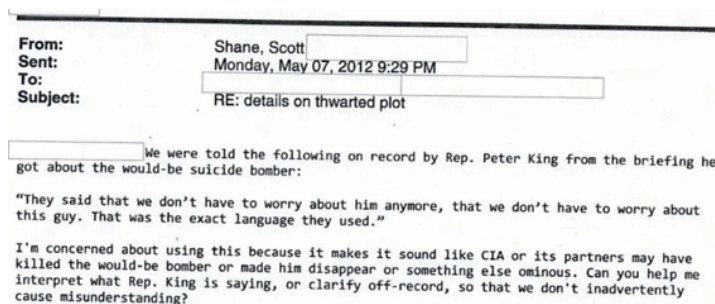 From: Shane, Scott
Sent: Monday, May 07, 2012 9:29 PM
To:
Subject: RE: details on thwarted plot
We were told the following on record by Rep. Peter King from the briefing he
got about the would-be suicide bomber:
“They said that we don’t have to worry about him anymore, that we don’t have to worry about
this guy. That was the exact language they used.”
I'm concerned about using this because it makes it sound like CIA or its partners may have
killed the would-be bomber or made him disappear or something else ominous. Can you help me
interpret what Rep. King is saying, or clarify off-record, so that we don't inadvertently
cause misunderstanding?